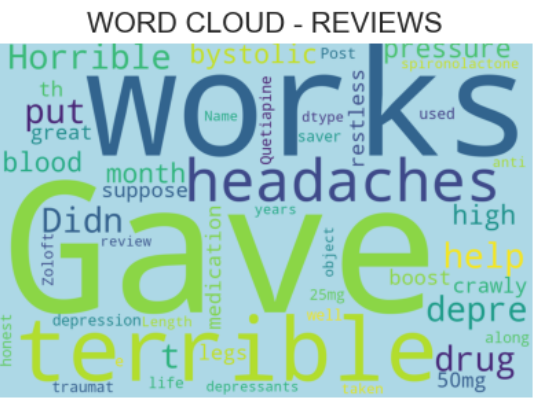 WORD CLOUD - REVIEWS
Horrible bystolic Post pressure
spironolactone
works
th
put Name Quetiapine dtype restless used
great saver
blood month anti
suppose headaches
Gave
Didn years high
review
Zoloft medication object help
boost crawly
25mg depre
honest depression Length well along
terrible
e t legs drug
50mg
traumat life depressants taken